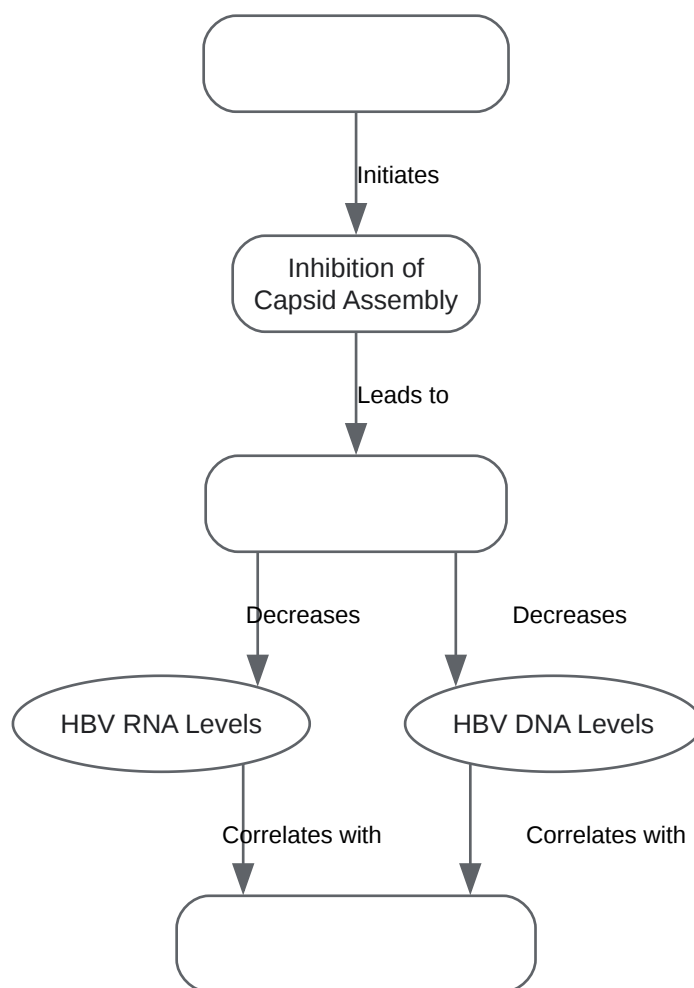 Initiates
Inhibition of
Capsid Assembly
Leads to
Decreases
Decreases
HBV RNA Levels
HBV DNA Levels
Correlates with
Correlates with